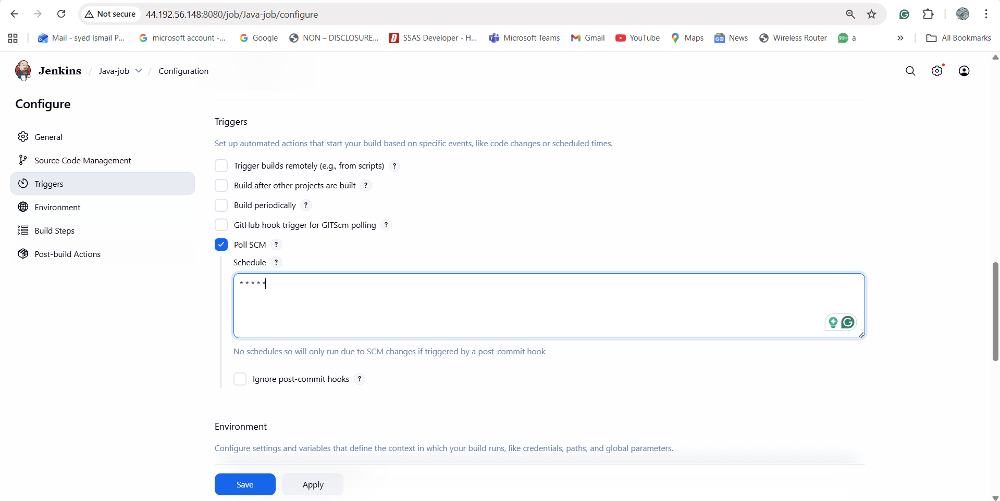 Not secure 44.192.56.148:8080/job/Java-job/configure
Mail - syed Ismail P... microsoft account -... Google NON – DISCLOSURE... SSAS Developer - H... Microsoft Teams Gmail YouTube Maps News Wireless Router 99+ a » All Bookmarks
Jenkins / Java-job / Configuration
Configure
General
Source Code Management
Triggers
Environment
Build Steps
Post-build Actions
Triggers
Set up automated actions that start your build based on specific events, like code changes or scheduled times.
Trigger builds remotely (e.g., from scripts) ?
Build after other projects are built ?
Build periodically ?
GitHub hook trigger for GITScm polling ?
Poll SCM ?
Schedule ?
* * * * *
No schedules so will only run due to SCM changes if triggered by a post-commit hook
Ignore post-commit hooks ?
Environment
Configure settings and variables that define the context in which your build runs, like credentials, paths, and global parameters.
Save Apply